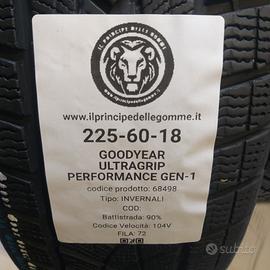 IL PRINCIPE DELLE GOMME
www.ilprincipedellegomme.it
225-60-18
GOODYEAR
ULTRAGRIP
PERFORMANCE GEN-1
codice prodotto: 68498
Tipo: INVERNALI
COD:
Battistrada: 90%
Codice Velocità: 104V
FILA: 72
subito